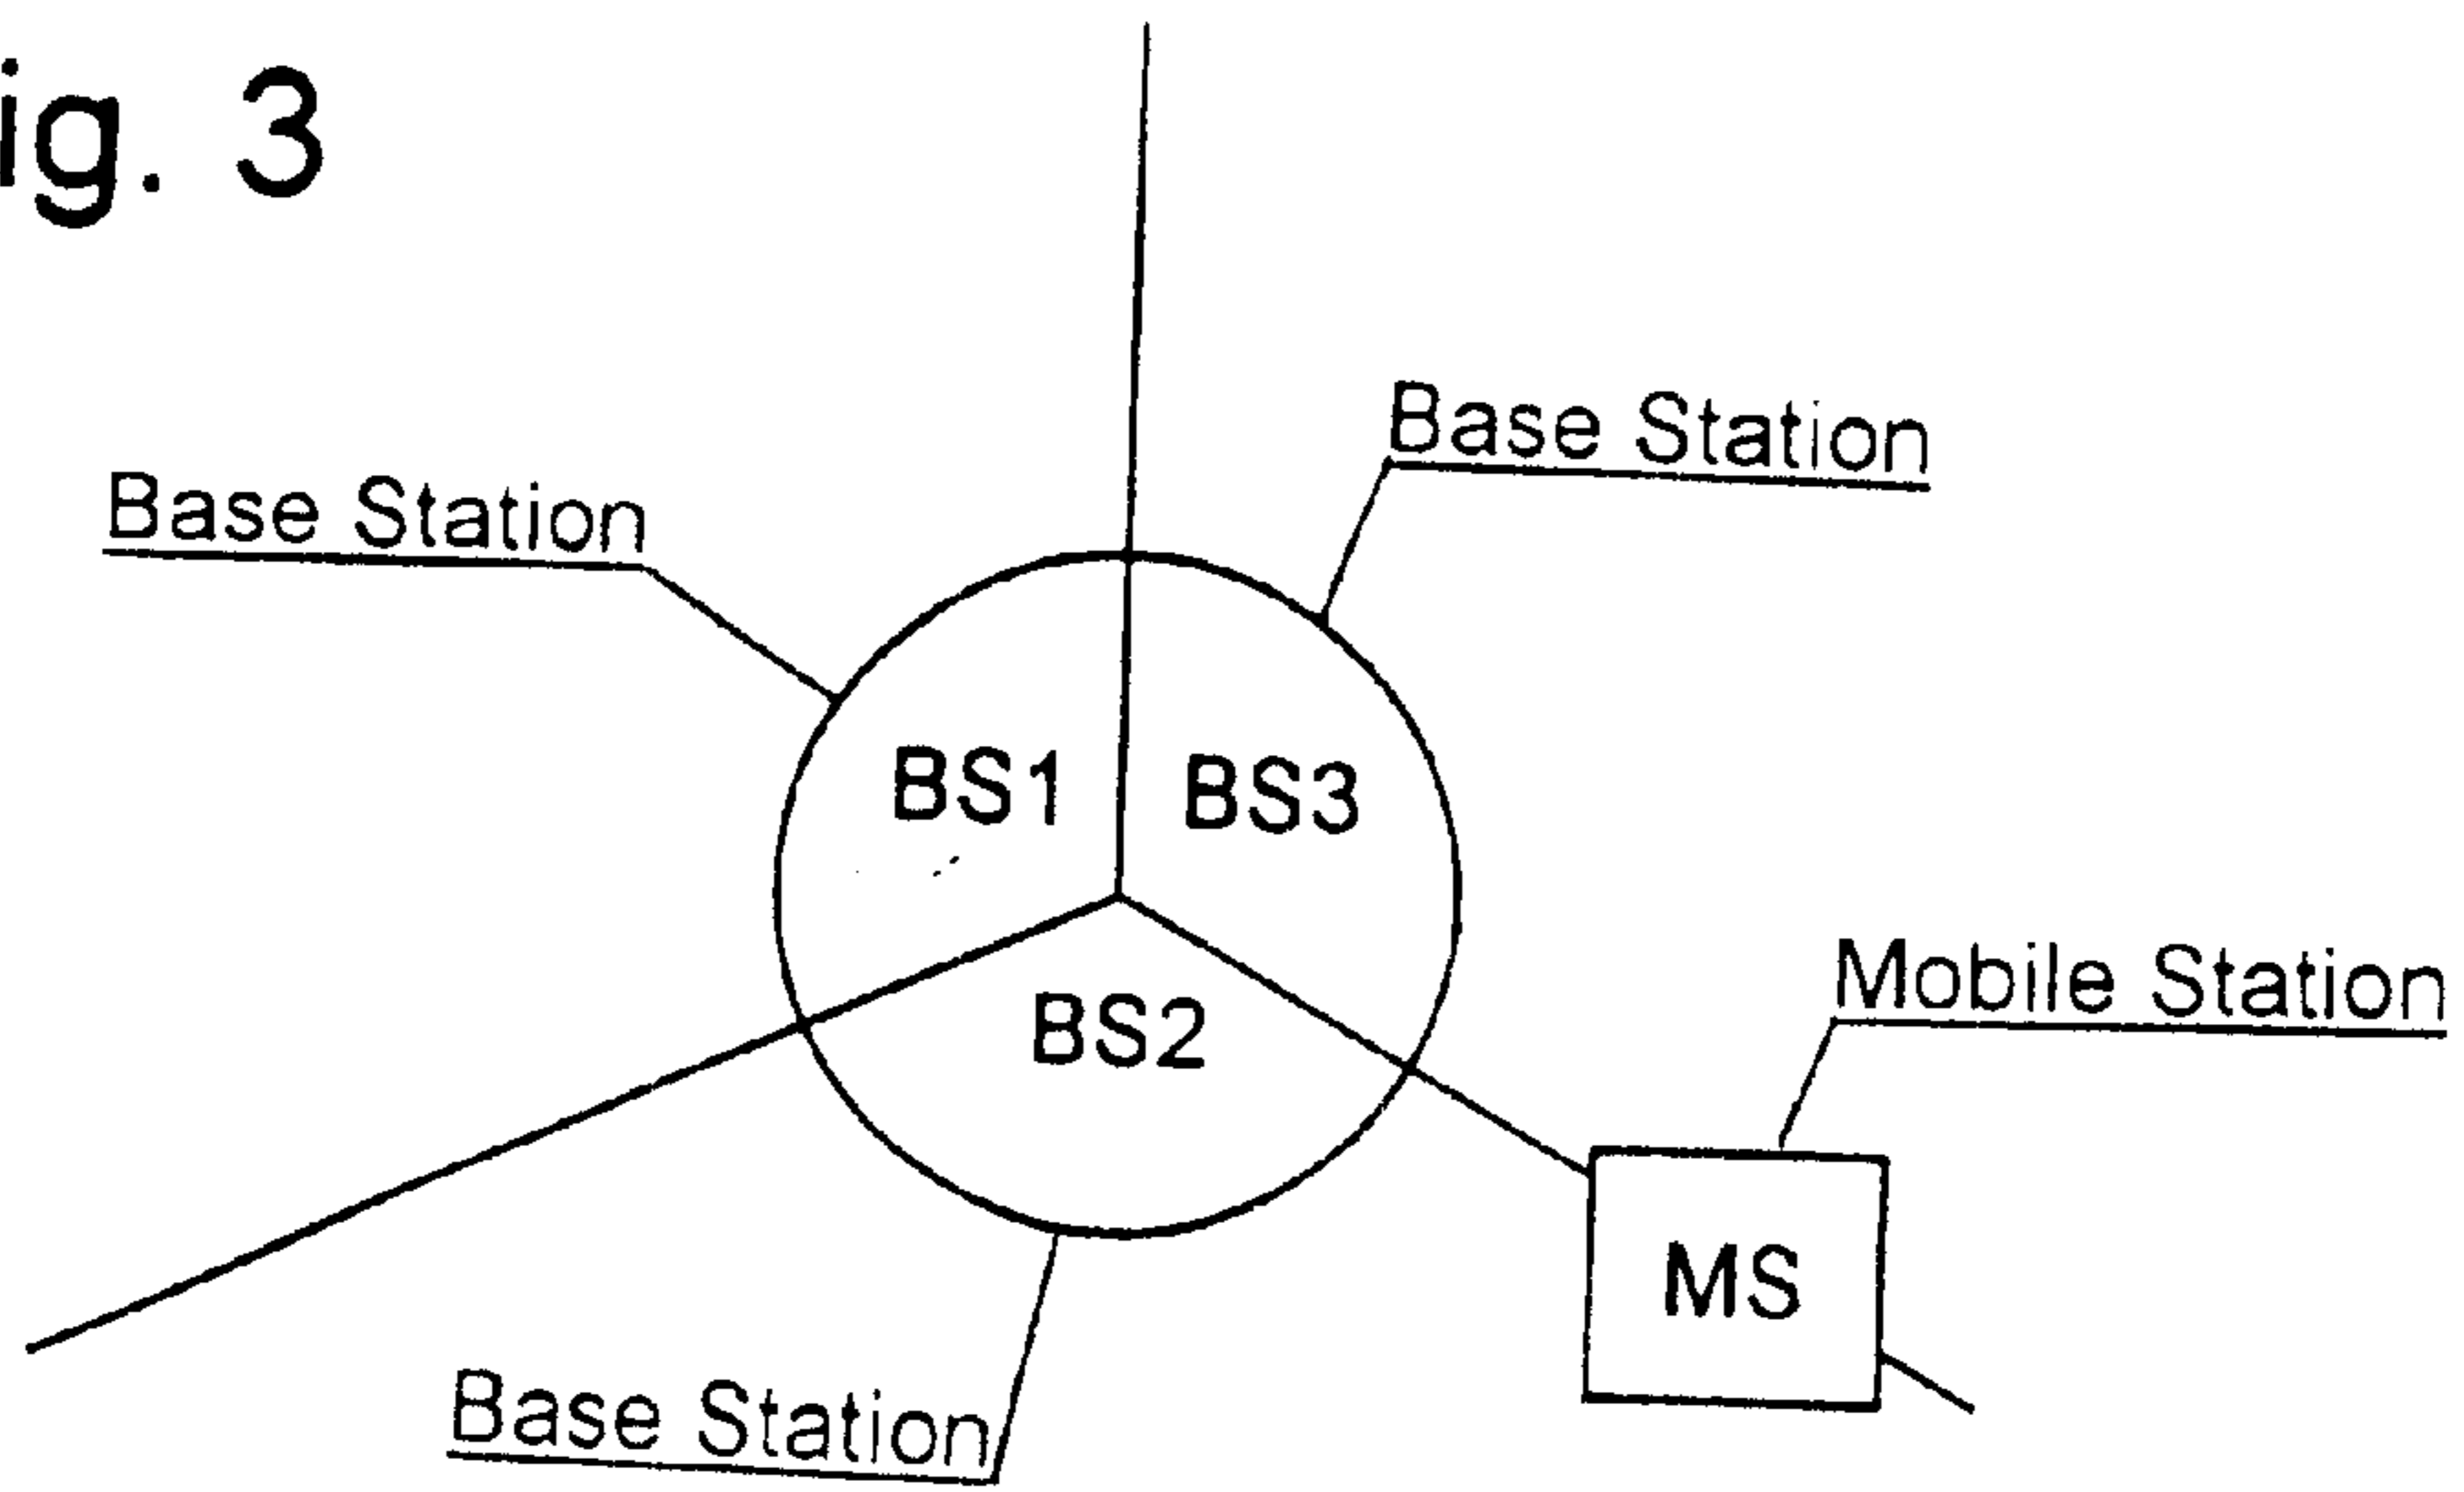 ig. 3
Base Station
Base Station
BS1
BS3
Mobile Station
BS2
MS
Base Station